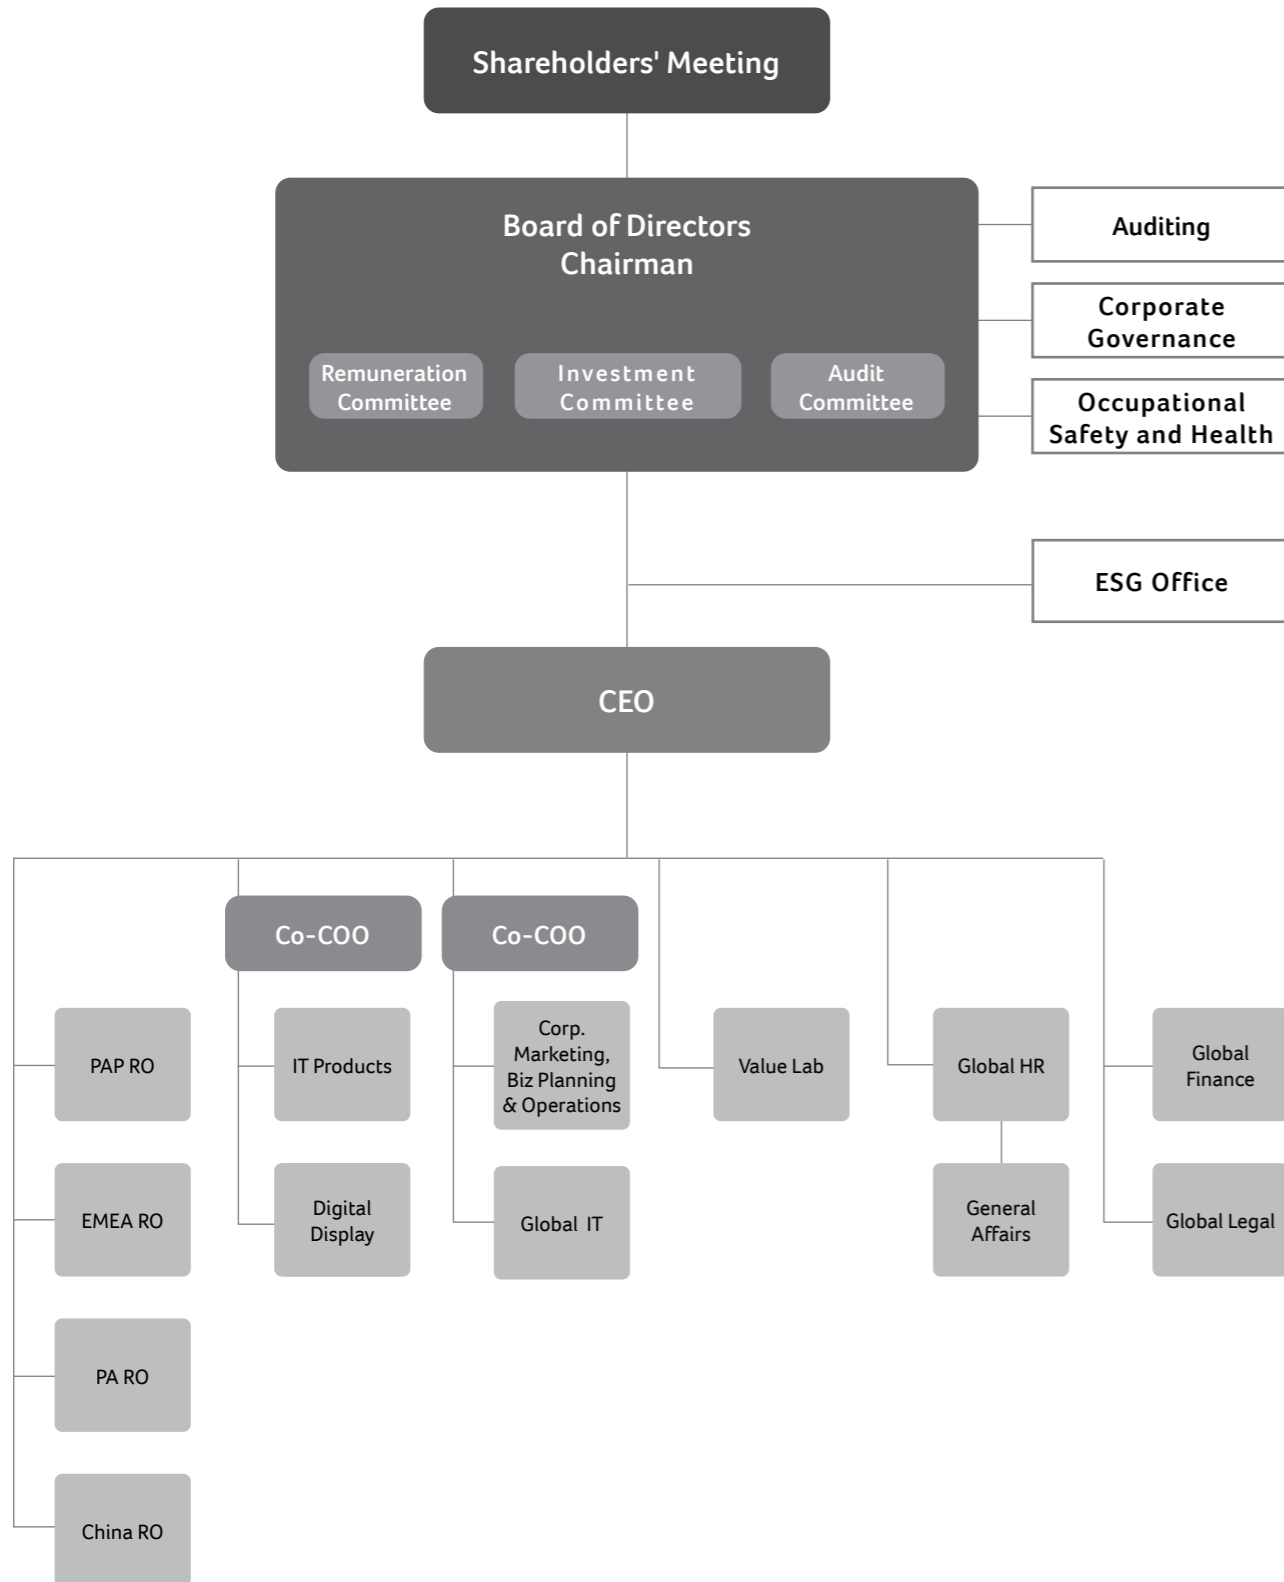 Shareholders' Meeting
Board of Directors
Chairman
Remuneration
Committee
Investment
Committee
Audit
Committee
Auditing
Corporate
Governance
Occupational
Safety and Health
ESG Office
CEO
Co-COO
Co-COO
PAP RO
EMEA RO
PA RO
China RO
IT Products
Digital
Display
Corp.
Marketing,
Biz Planning
& Operations
Global IT
Value Lab
Global HR
General
Affairs
Global
Finance
Global Legal